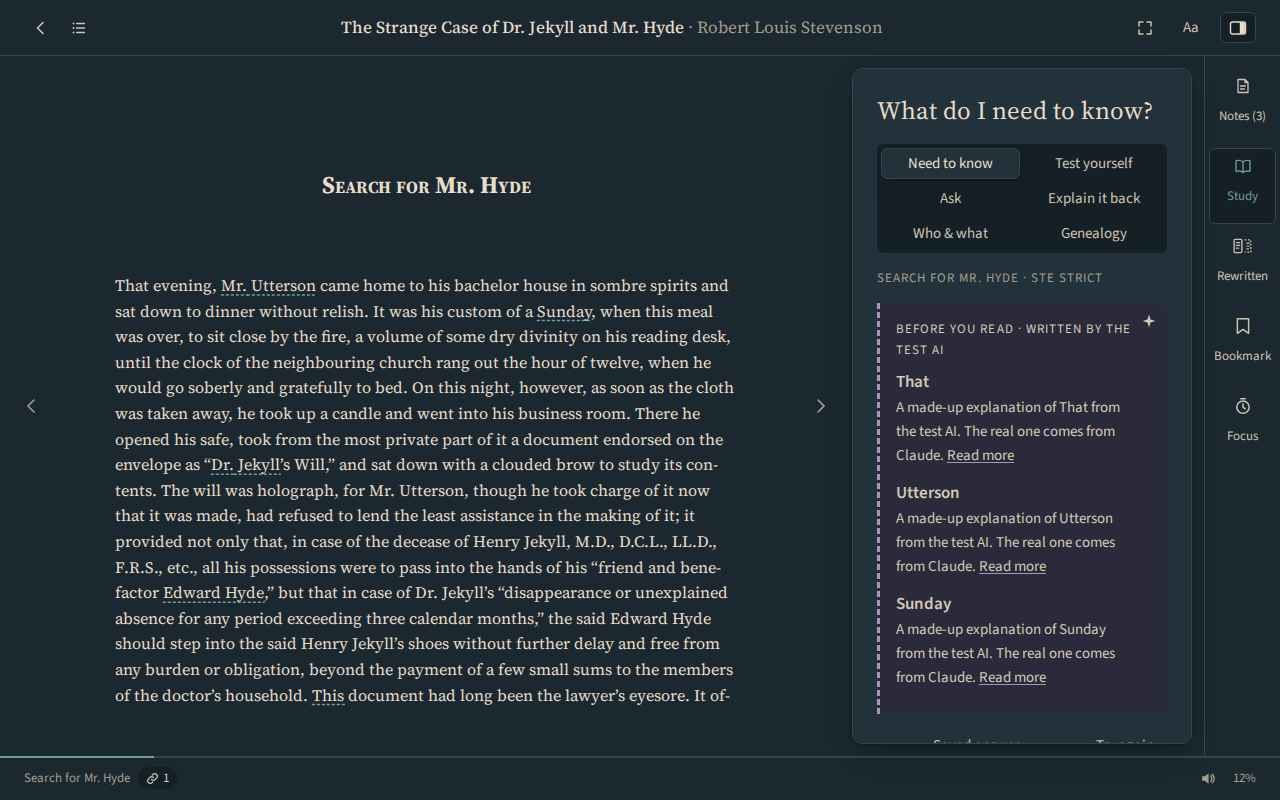 The Strange Case of Dr. Jekyll and Mr. Hyde · Robert Louis Stevenson
Aa
Search for Mr. Hyde
That evening, Mr. Utterson came home to his bachelor house in sombre spirits and
sat down to dinner without relish. It was his custom of a Sunday, when this meal
was over, to sit close by the fire, a volume of some dry divinity on his reading desk,
until the clock of the neighbouring church rang out the hour of twelve, when he
would go soberly and gratefully to bed. On this night, however, as soon as the cloth
was taken away, he took up a candle and went into his business room. There he
opened his safe, took from the most private part of it a document endorsed on the
envelope as “Dr. Jekyll’s Will,” and sat down with a clouded brow to study its con-
tents. The will was holograph, for Mr. Utterson, though he took charge of it now
that it was made, had refused to lend the least assistance in the making of it; it
provided not only that, in case of the decease of Henry Jekyll, M.D., D.C.L., LL.D.,
F.R.S., etc., all his possessions were to pass into the hands of his “friend and bene-
factor Edward Hyde,” but that in case of Dr. Jekyll’s “disappearance or unexplained
absence for any period exceeding three calendar months,” the said Edward Hyde
should step into the said Henry Jekyll’s shoes without further delay and free from
any burden or obligation, beyond the payment of a few small sums to the members
of the doctor’s household. This document had long been the lawyer’s eyesore. It of-
What do I need to know?
Need to know
Test yourself
Ask
Explain it back
Who & what
Genealogy
SEARCH FOR MR. HYDE · STE STRICT
BEFORE YOU READ · WRITTEN BY THE
TEST AI
That
A made-up explanation of That from
the test AI. The real one comes from
Claude. Read more
Utterson
A made-up explanation of Utterson
from the test AI. The real one comes
from Claude. Read more
Sunday
A made-up explanation of Sunday
from the test AI. The real one comes
from Claude. Read more
Notes (3)
Study
Rewritten
Bookmark
Focus
Search for Mr. Hyde
1
12%